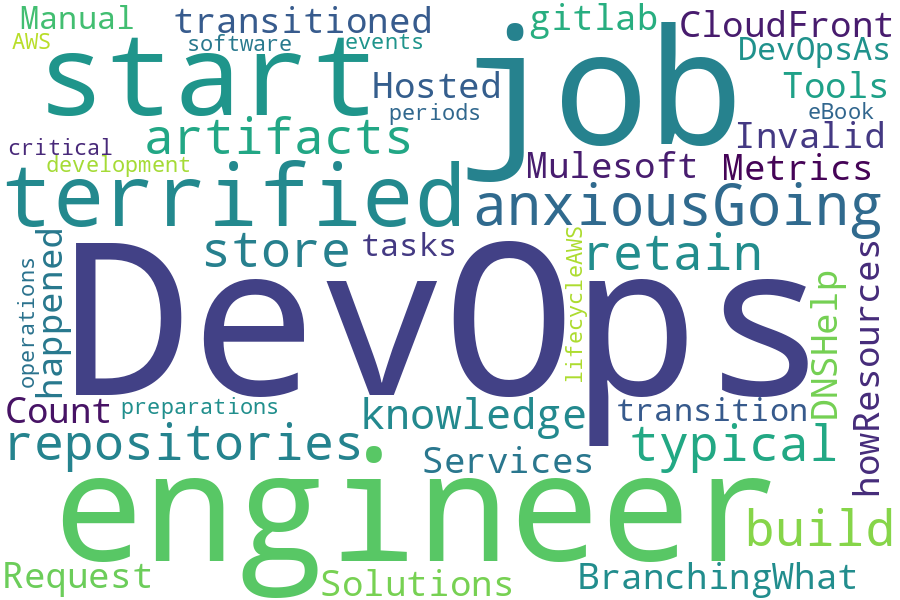 Manual
transitioned
gitlab
CloudFront
AWS
software
events
DevOpsAs
start
job
Hosted
Tools
periods
eBook
critical
artifacts
Invalid
development
Mulesoft
Metrics
terrified
anxiousGoing
store
tasks
retain
happened
operations
DevOps
lifecycleAWS
DNSHelp
howResources
Count
preparations
knowledge
transition
repositories
Services
typical
engineer
build
Request
Solutions
BranchingWhat